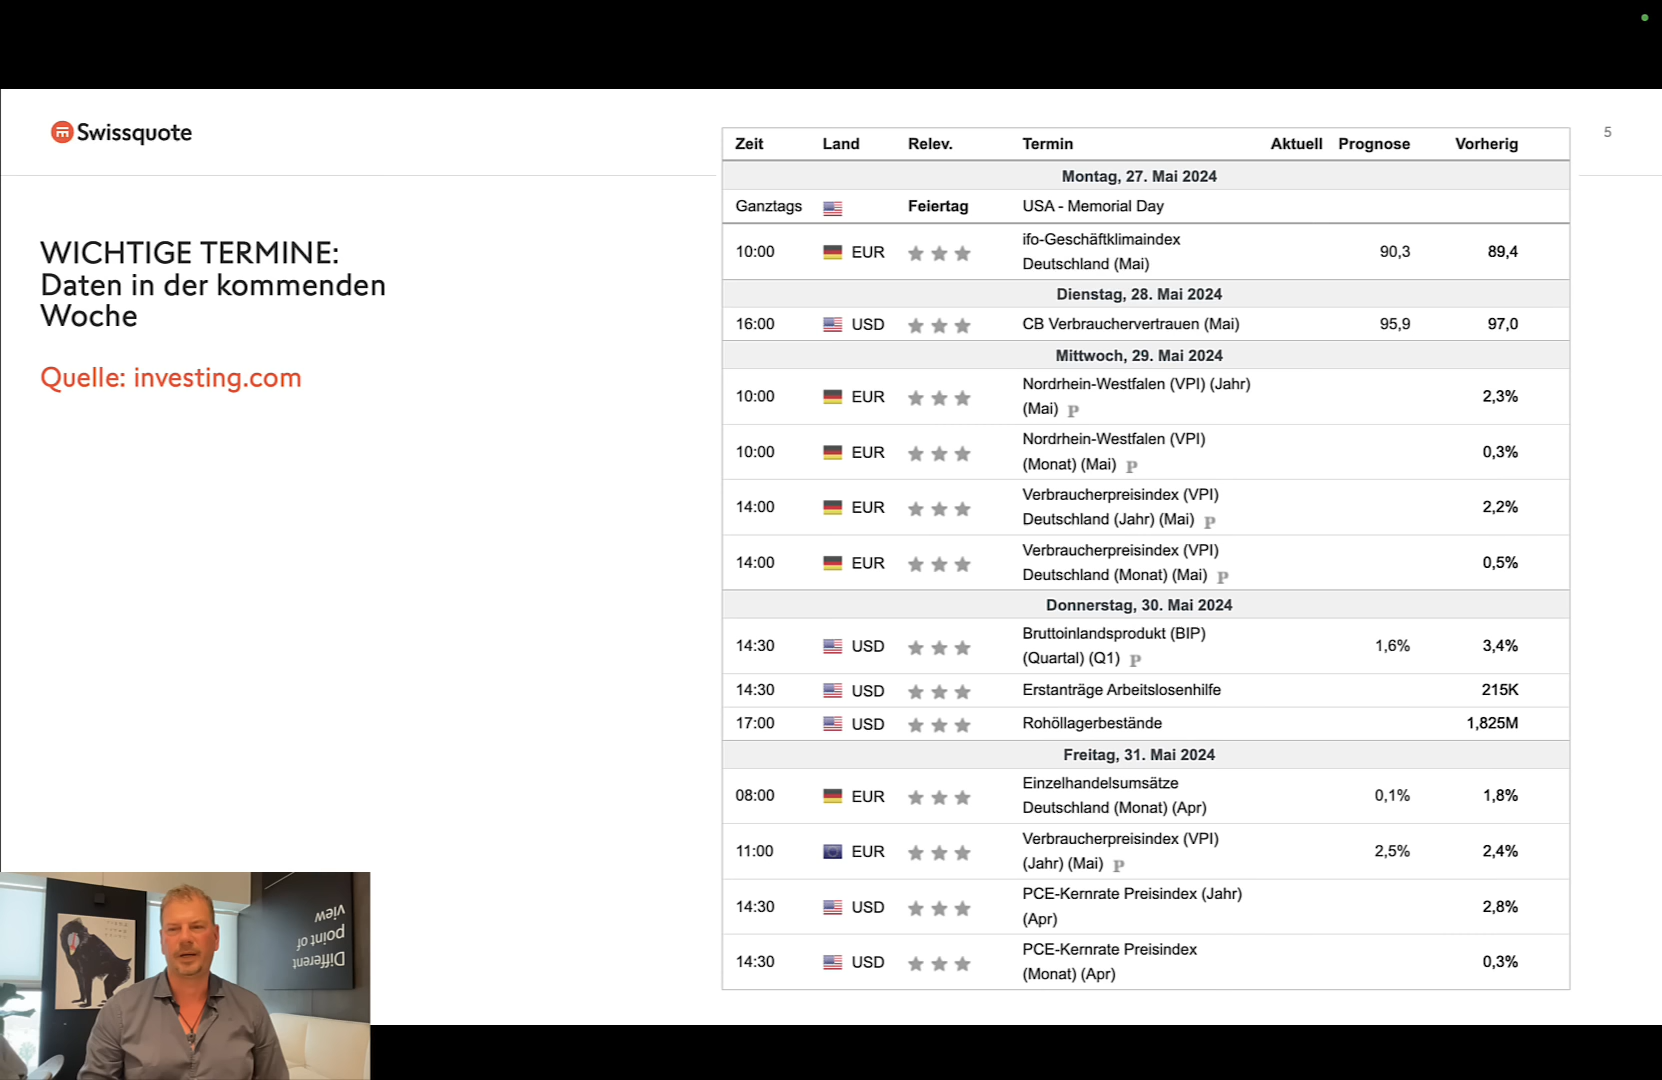 Swissquote
5
WICHTIGE TERMINE:
Daten in der kommenden
Woche
Quelle: investing.com
Zeit Land Relev. Termin Aktuell Prognose Vorherig
Montag, 27. Mai 2024
Ganztags Feiertag USA - Memorial Day
10:00 EUR ifo-Geschäftklimaindex
Deutschland (Mai) 90,3 89,4
Dienstag, 28. Mai 2024
16:00 USD CB Verbrauchervertrauen (Mai) 95,9 97,0
Mittwoch, 29. Mai 2024
10:00 EUR Nordrhein-Westfalen (VPI) (Jahr)
(Mai) P 2,3%
10:00 EUR Nordrhein-Westfalen (VPI)
(Monat) (Mai) P 0,3%
14:00 EUR Verbraucherpreisindex (VPI)
Deutschland (Jahr) (Mai) P 2,2%
14:00 EUR Verbraucherpreisindex (VPI)
Deutschland (Monat) (Mai) P 0,5%
Donnerstag, 30. Mai 2024
14:30 USD Bruttoinlandsprodukt (BIP)
(Quartal) (Q1) P 1,6% 3,4%
14:30 USD Erstanträge Arbeitslosenhilfe 215K
17:00 USD Rohöllagerbestände 1,825M
Freitag, 31. Mai 2024
08:00 EUR Einzelhandelsumsätze
Deutschland (Monat) (Apr) 0,1% 1,8%
11:00 EUR Verbraucherpreisindex (VPI)
(Jahr) (Mai) P 2,5% 2,4%
14:30 USD PCE-Kernrate Preisindex (Jahr)
(Apr) 2,8%
14:30 USD PCE-Kernrate Preisindex
(Monat) (Apr) 0,3%
Different
point of
view